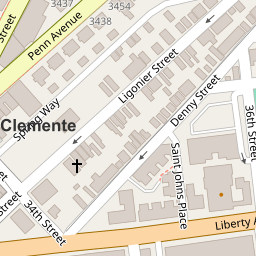 3437
3454
3438
Street
Penn Avenue
Ligonier Street
Spring Way
Clemente
Denny Street
36th Street
Saint Johns Place
34th Street
Liberty A